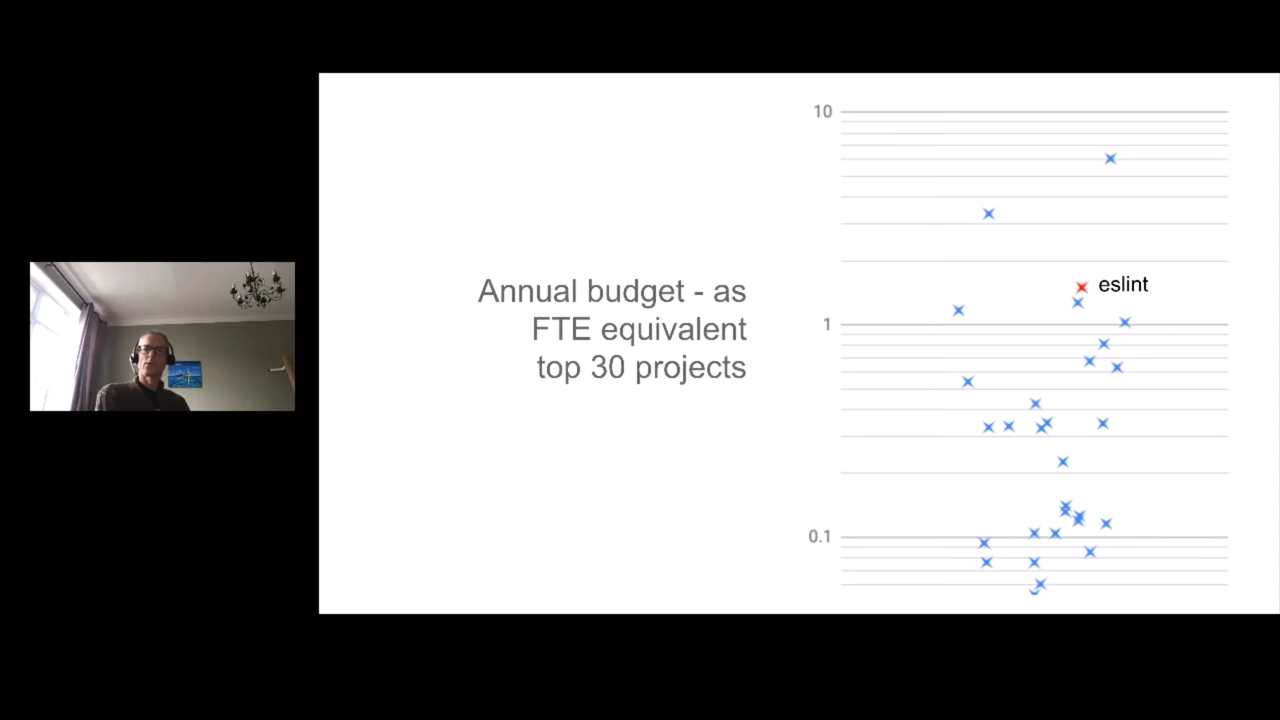 Annual budget - as
FTE equivalent
top 30 projects
10
eslint
1
0.1